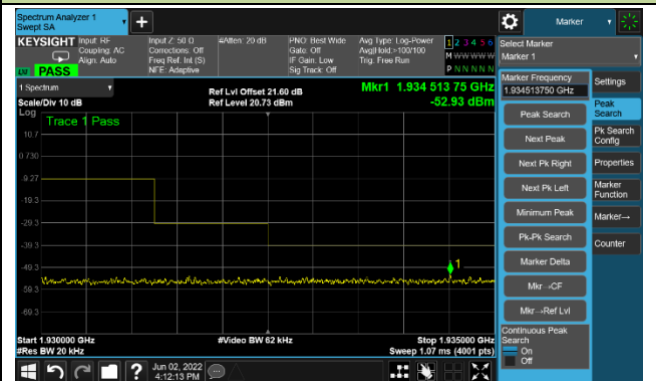 Spectrum Analyzer 1
Swept SA
Marker
KEYSIGHT
Input: RF
Coupling: AC
Align: Auto
Input Z: 50 Ω
Corrections: Off
Freq Ref: Int (S)
NFE: Adaptive
#Atten: 20 dB
PNO: Best Wide
Gate: Off
IF Gain: Low
Sig Track: Off
Avg Type: Log-Power
Avg|Hold:>100/100
Trig: Free Run
1 2 3 4 5 6
M W W W W W
P N N N N N
PASS
1 Spectrum
Scale/Div 10 dB
Log
Ref Lvl Offset 21.60 dB
Ref Level 20.73 dBm
Mkr1 1.934 513 75 GHz
-52.93 dBm
Trace 1 Pass
10.7
0.730
-9.27
-19.3
-29.3
-39.3
-49.3
-59.3
-69.3
1
Start 1.930000 GHz
#Res BW 20 kHz
#Video BW 62 kHz
Stop 1.935000 GHz
Sweep 1.07 ms (4001 pts)
Jun 02, 2022
4:12:13 PM
Select Marker
Marker 1
Marker Frequency
1.934513750 GHz
Peak Search
Next Peak
Next Pk Right
Next Pk Left
Minimum Peak
Pk-Pk Search
Marker Delta
Mkr→CF
Mkr→Ref Lvl
Continuous Peak
Search
On
Off
Settings
Peak
Search
Pk Search
Config
Properties
Marker
Function
Marker→
Counter